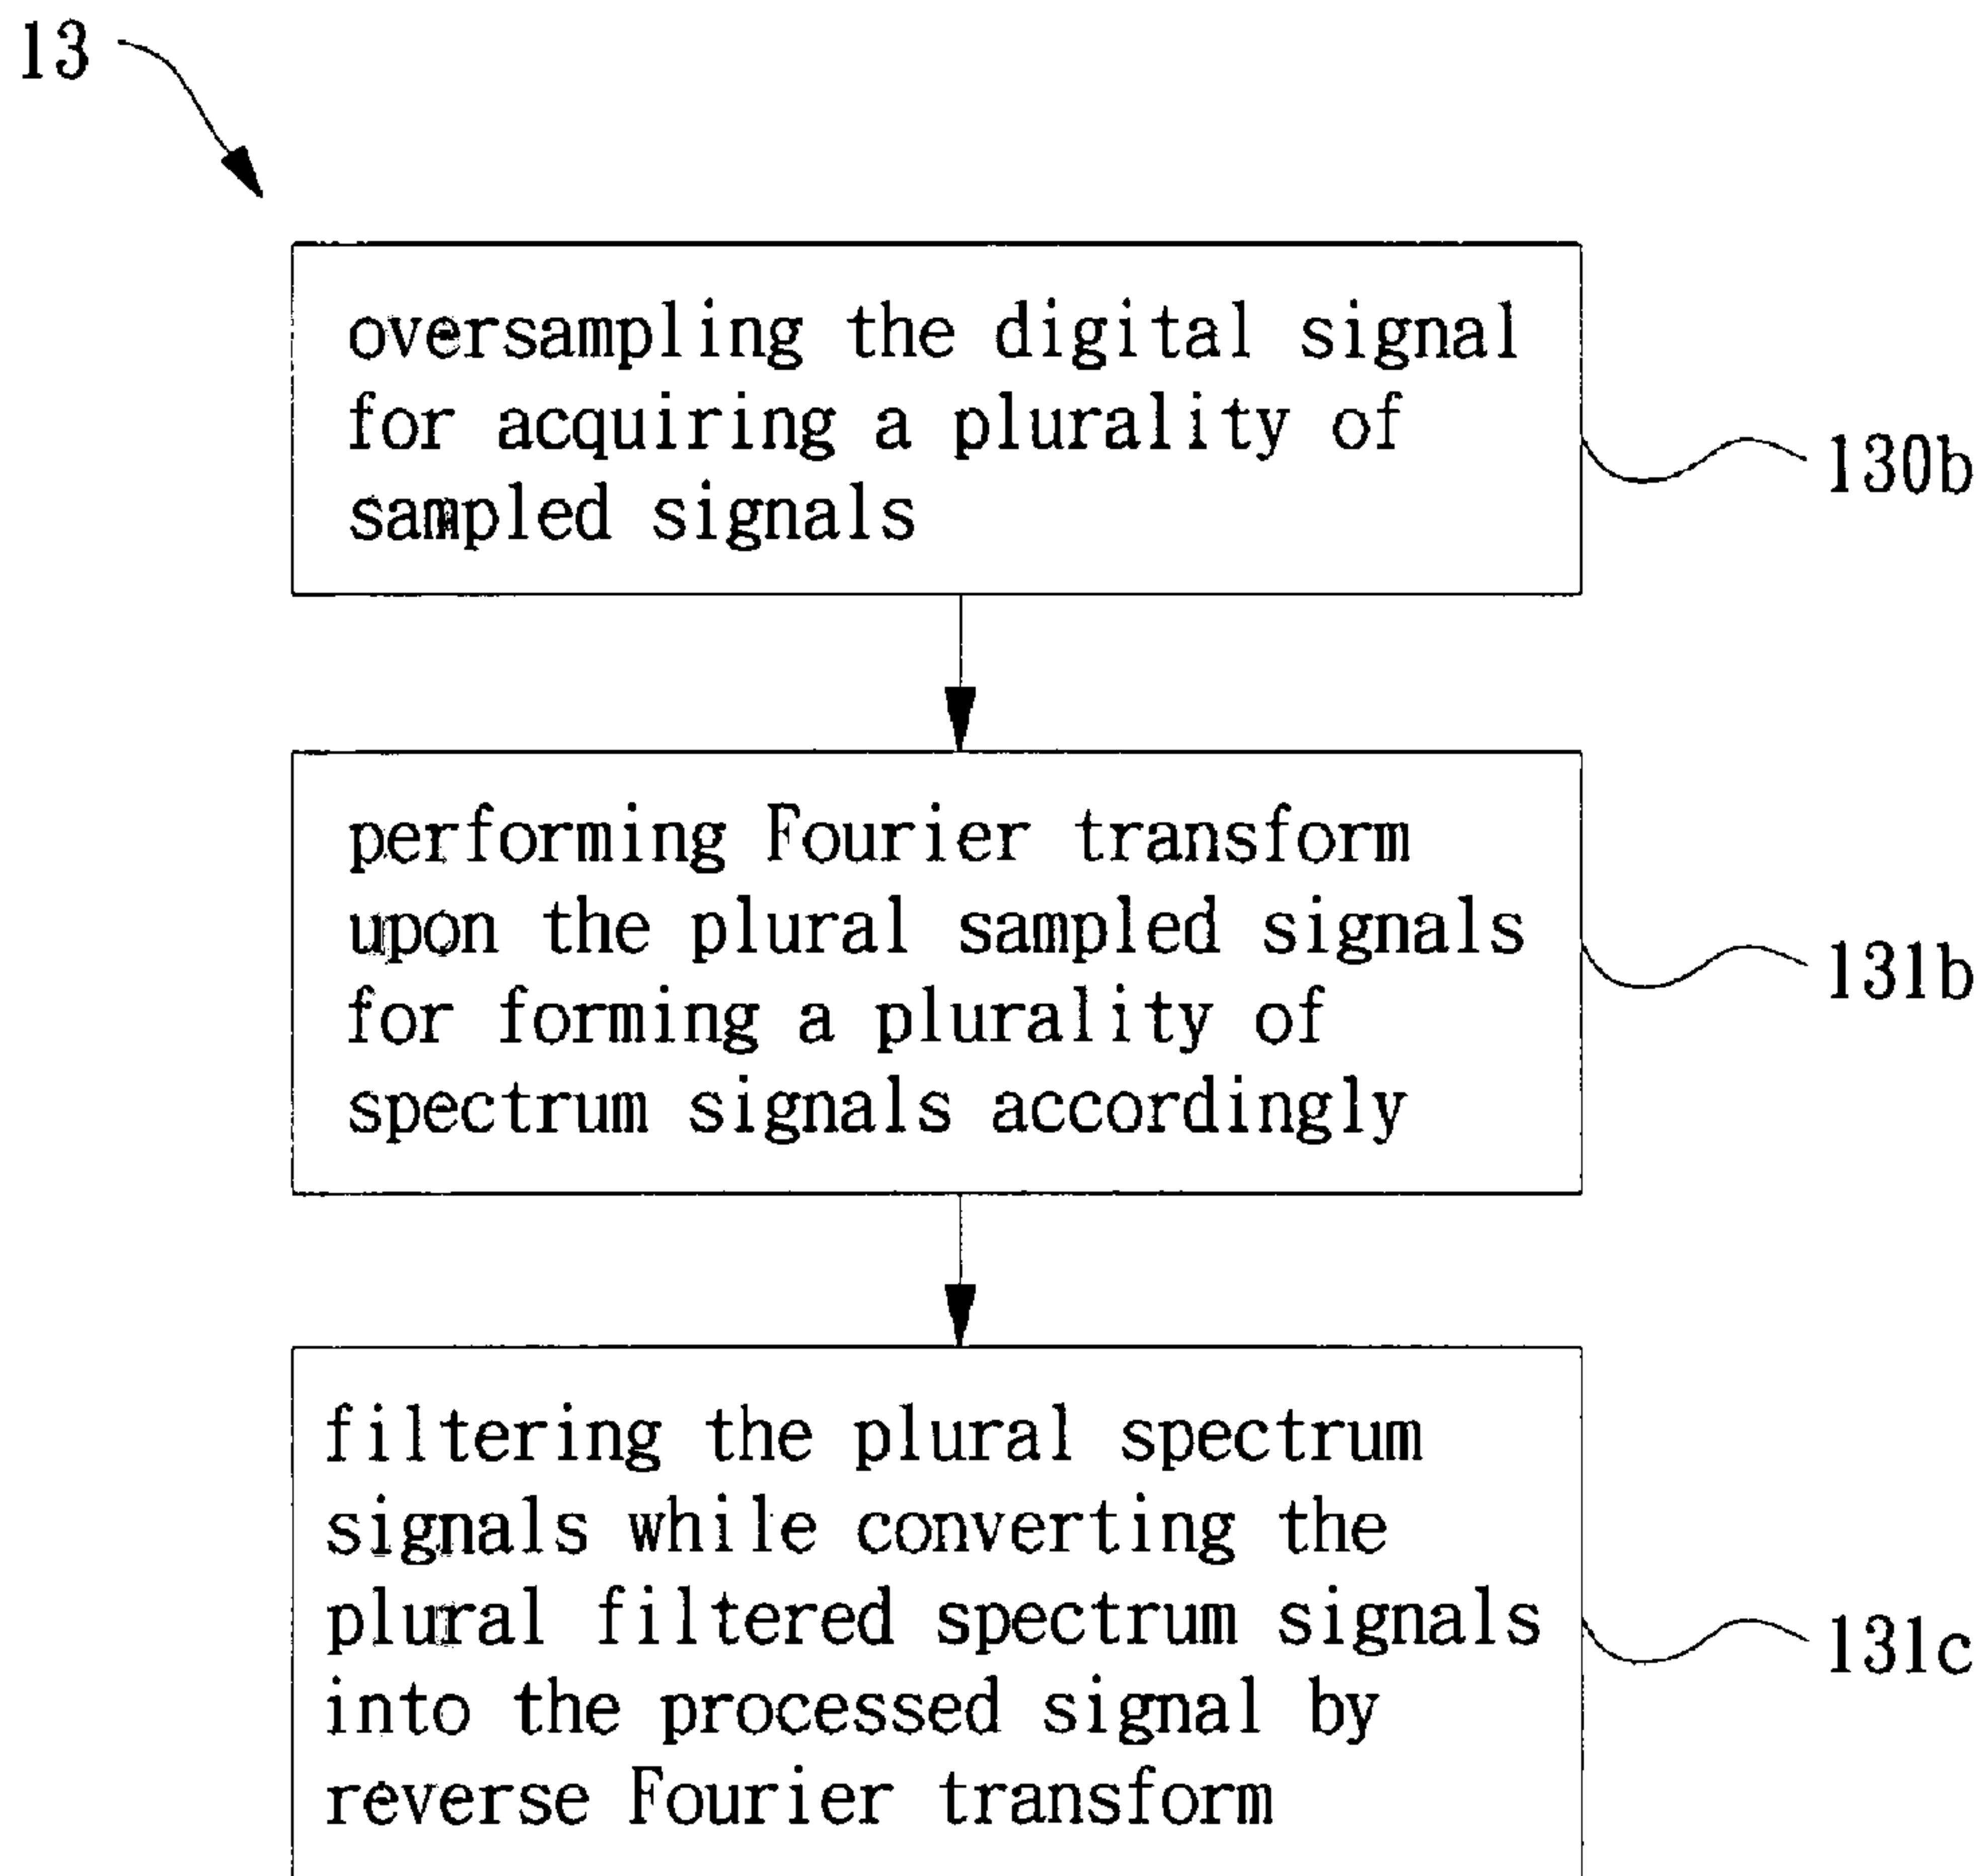 13
oversampling the digital signal
for acquiring a plurality of
sampled signals
130b
performing Fourier transform
upon the plural sampled signals
for forming a plurality of
spectrum signals accordingly
131b
filtering the plural spectrum
signals while converting the
plural filtered spectrum signals
into the processed signal by
reverse Fourier transform
131c